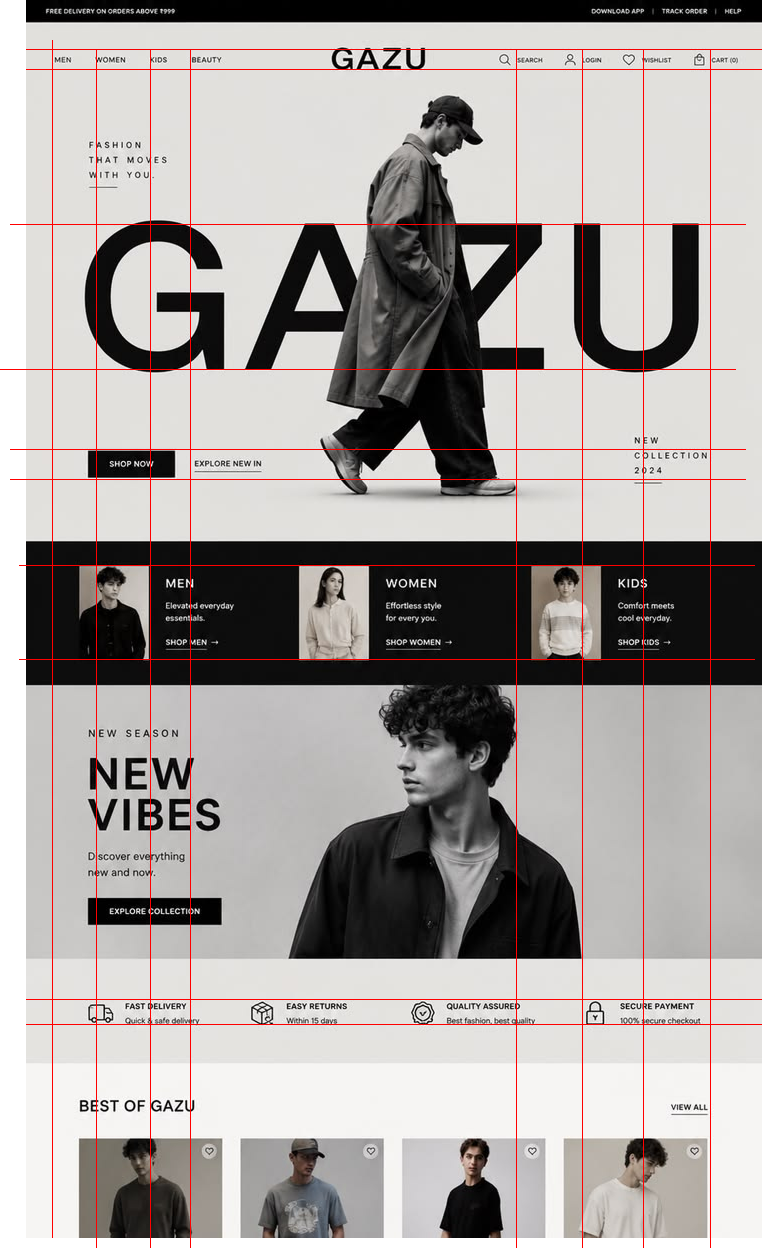 FREE DELIVERY ON ORDERS ABOVE ₹999
DOWNLOAD APP | TRACK ORDER | HELP
MEN WOMEN KIDS BEAUTY
GAZU
SEARCH LOGIN WISHLIST CART (0)
FASHION
THAT MOVES
WITH YOU.
GAZU
NEW
COLLECTION
2024
SHOP NOW EXPLORE NEW IN
MEN
Elevated everyday
essentials.
SHOP MEN →
WOMEN
Effortless style
for every you.
SHOP WOMEN →
KIDS
Comfort meets
cool everyday.
SHOP KIDS →
NEW SEASON
NEW
VIBES
Discover everything
new and now.
EXPLORE COLLECTION
FAST DELIVERY
Quick & safe delivery
EASY RETURNS
Within 15 days
QUALITY ASSURED
Best fashion, best quality
SECURE PAYMENT
100% secure checkout
BEST OF GAZU
VIEW ALL